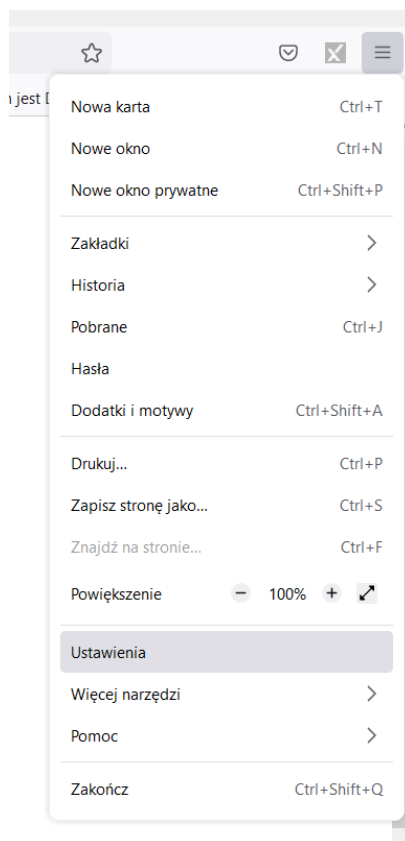 jest
Nowa karta Ctrl+T
Nowe okno Ctrl+N
Nowe okno prywatne Ctrl+Shift+P
Zakładki
Historia
Pobrane Ctrl+J
Hasła
Dodatki i motywy Ctrl+Shift+A
Drukuj... Ctrl+P
Zapisz stronę jako... Ctrl+S
Znajdź na stronie... Ctrl+F
Powiększenie − 100% +
Ustawienia
Więcej narzędzi
Pomoc
Zakończ Ctrl+Shift+Q